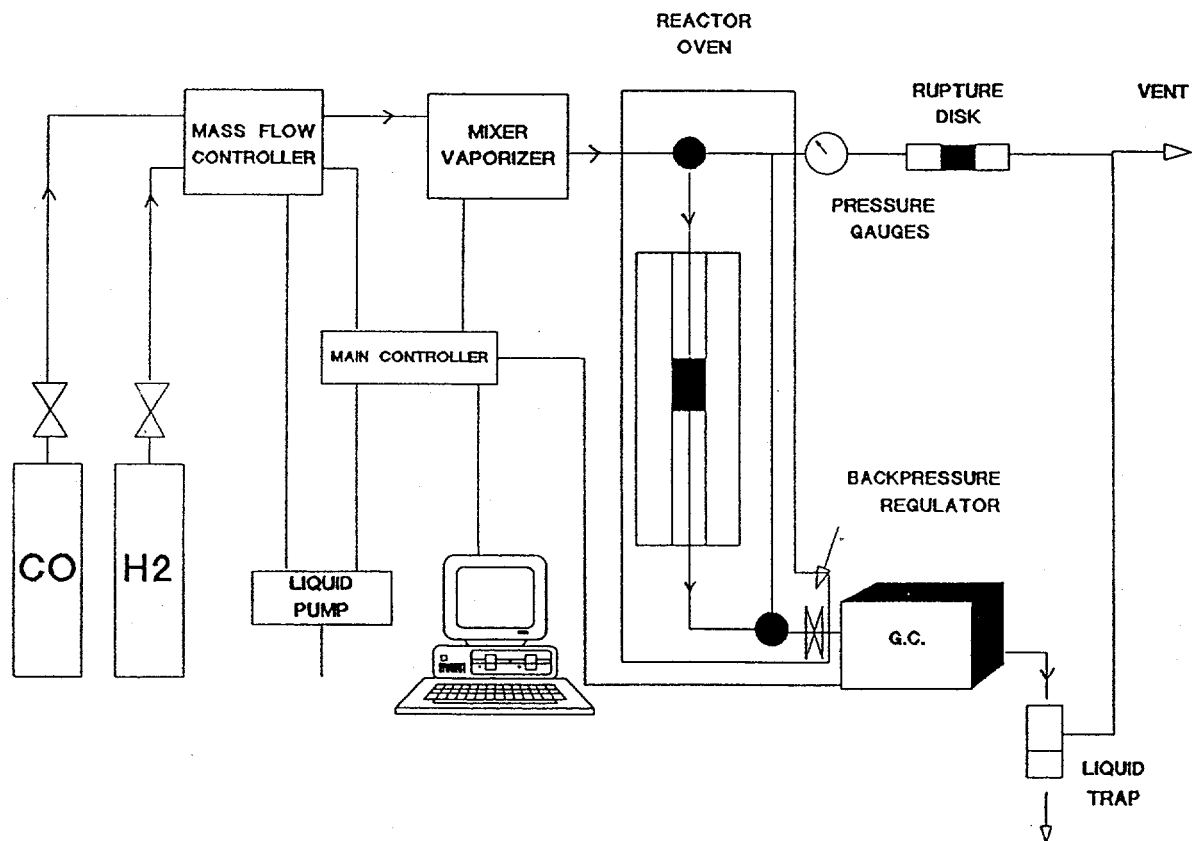 REACTOR
OVEN
RUPTURE
DISK
VENT
MASS FLOW
CONTROLLER
MIXER
VAPORIZER
PRESSURE
GAUGES
MAIN CONTROLLER
BACKPRESSURE
REGULATOR
CO
H2
LIQUID
PUMP
G.C.
LIQUID
TRAP